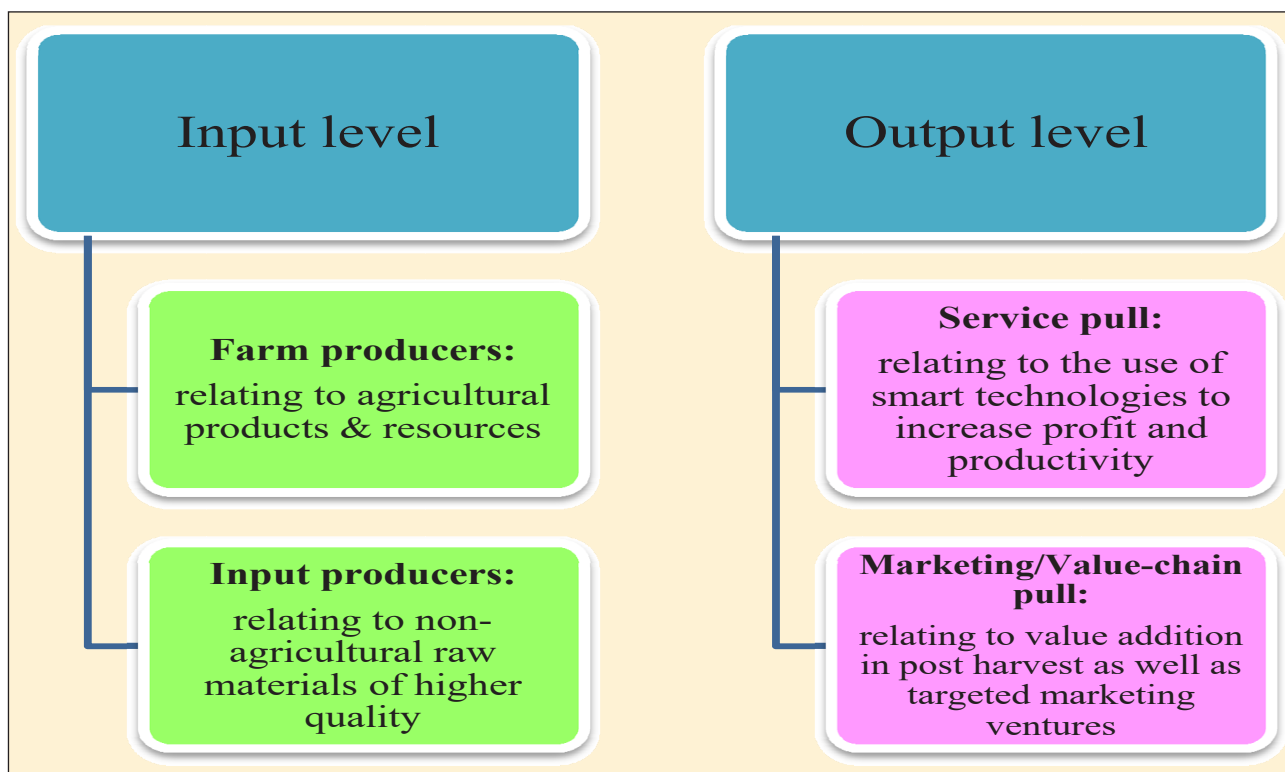 Input level
Farm producers:
relating to agricultural
products & resources
Input producers:
relating to non-
agricultural raw
materials of higher
quality
Output level
Service pull:
relating to the use of
smart technologies to
increase profit and
productivity
Marketing/Value-chain
pull:
relating to value addition
in post harvest as well as
targeted marketing
ventures